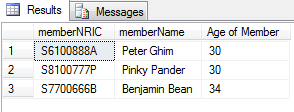 Results Messages
memberNRIC memberName Age of Member
1 S6100888A Peter Ghim 30
2 S8100777P Pinky Pander 30
3 S7700666B Benjamin Bean 34